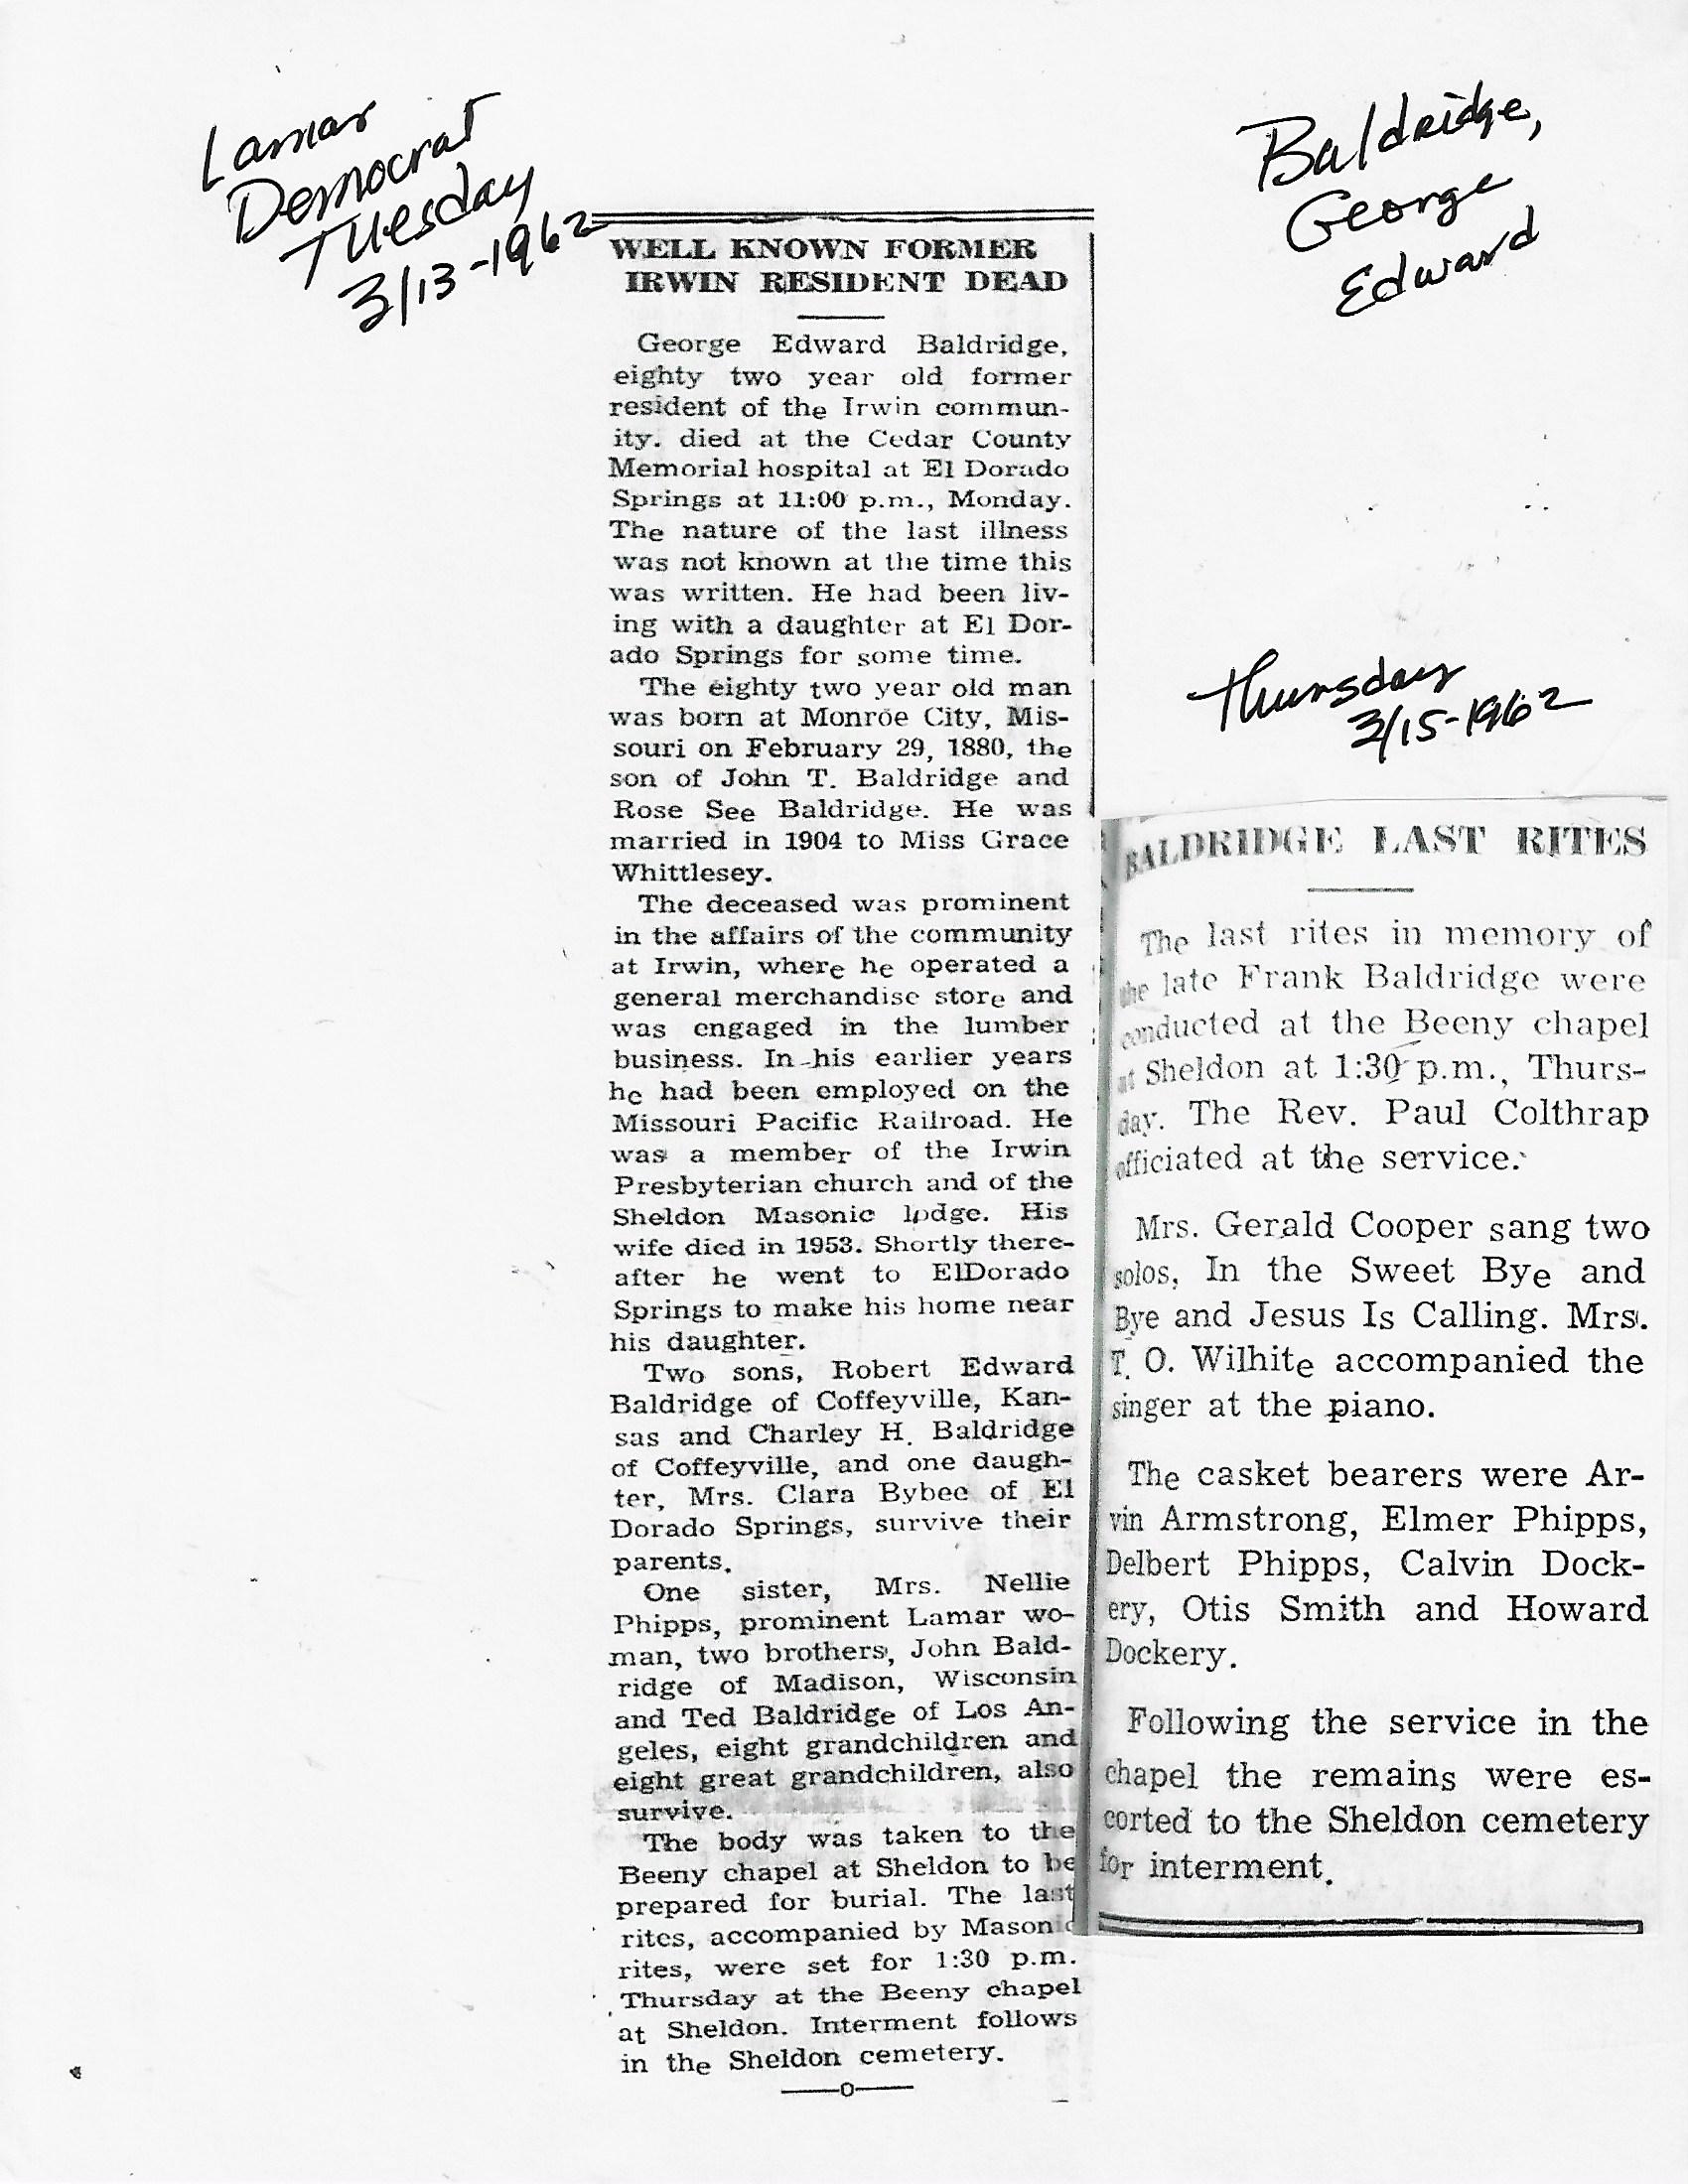 Lamar
Democrat
Tuesday
3/13-1962
Baldridge,
George
Edward
WELL KNOWN FORMER
IRWIN RESIDENT DEAD
George Edward Baldridge,
eighty two year old former
resident of the Irwin commun-
ity. died at the Cedar County
Memorial hospital at El Dorado
Springs at 11:00 p.m., Monday.
The nature of the last illness
was not known at the time this
was written. He had been liv-
ing with a daughter at El Dor-
ado Springs for some time.
The eighty two year old man
was born at Monroe City, Mis-
souri on February 29, 1880, the
son of John T. Baldridge and
Rose See Baldridge. He was
married in 1904 to Miss Grace
Whittlesey.
The deceased was prominent
in the affairs of the community
at Irwin, where he operated a
general merchandise store and
was engaged in the lumber
business. In his earlier years
he had been employed on the
Missouri Pacific Railroad. He
was a member of the Irwin
Presbyterian church and of the
Sheldon Masonic lodge. His
wife died in 1953. Shortly there-
after he went to ElDorado
Springs to make his home near
his daughter.
Two sons, Robert Edward
Baldridge of Coffeyville, Kan-
sas and Charley H. Baldridge
of Coffeyville, and one daugh-
ter, Mrs. Clara Bybee of El
Dorado Springs, survive their
parents.
One sister, Mrs. Nellie
Phipps, prominent Lamar wo-
man, two brothers, John Bald-
ridge of Madison, Wisconsin
and Ted Baldridge of Los An-
geles, eight grandchildren and
eight great grandchildren, also
survive.
The body was taken to the
Beeny chapel at Sheldon to be
prepared for burial. The last
rites, accompanied by Masonic
rites, were set for 1:30 p.m.
Thursday at the Beeny chapel
at Sheldon. Interment follows
in the Sheldon cemetery.
Thursday
3/15-1962
BALDRIDGE LAST RITES
The last rites in memory of
the late Frank Baldridge were
conducted at the Beeny chapel
at Sheldon at 1:30 p.m., Thurs-
day. The Rev. Paul Colthrap
officiated at the service.
Mrs. Gerald Cooper sang two
solos, In the Sweet Bye and
Bye and Jesus Is Calling. Mrs.
T. O. Wilhite accompanied the
singer at the piano.
The casket bearers were Ar-
vin Armstrong, Elmer Phipps,
Delbert Phipps, Calvin Dock-
ery, Otis Smith and Howard
Dockery.
Following the service in the
chapel the remains were es-
corted to the Sheldon cemetery
for interment.